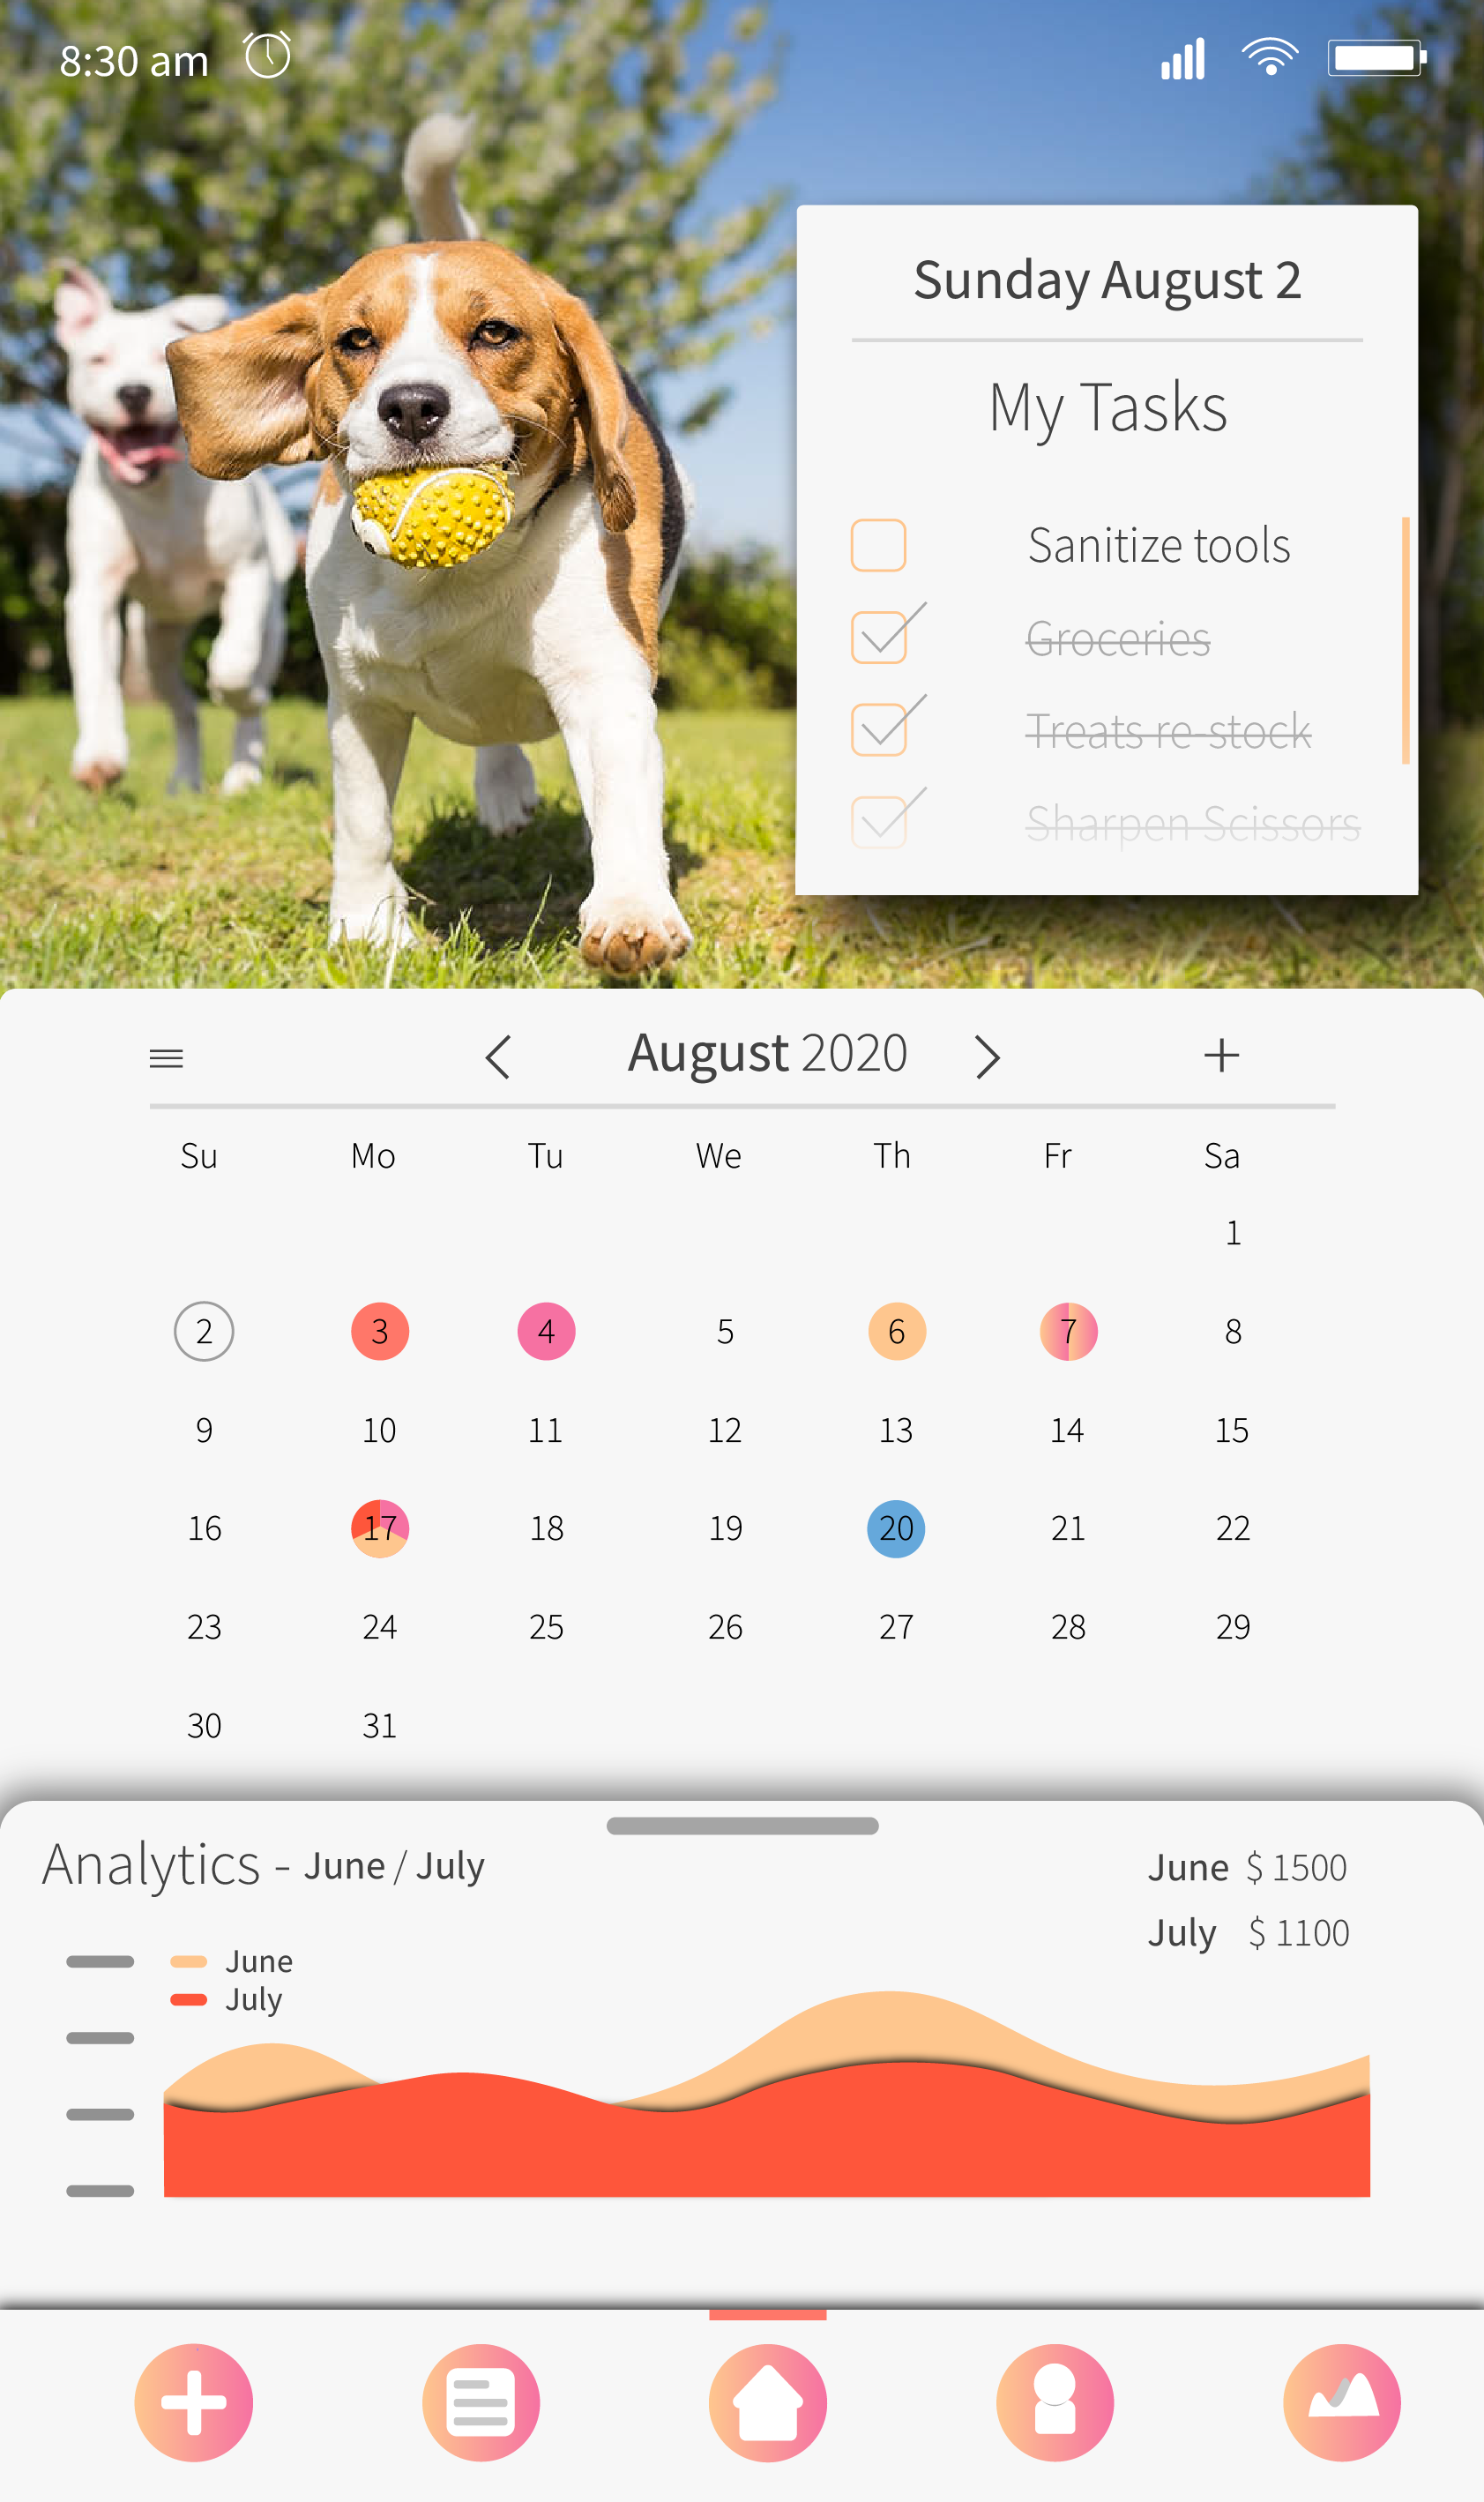 8:30 am
Sunday August 2
My Tasks
Sanitize tools
Groceries
Treats re-stock
Sharpen Scissors
August 2020
Su Mo Tu We Th Fr Sa
1
2 3 4 5 6 7 8
9 10 11 12 13 14 15
16 17 18 19 20 21 22
23 24 25 26 27 28 29
30 31
Analytics - June / July
June $ 1500
July $ 1100
June
July